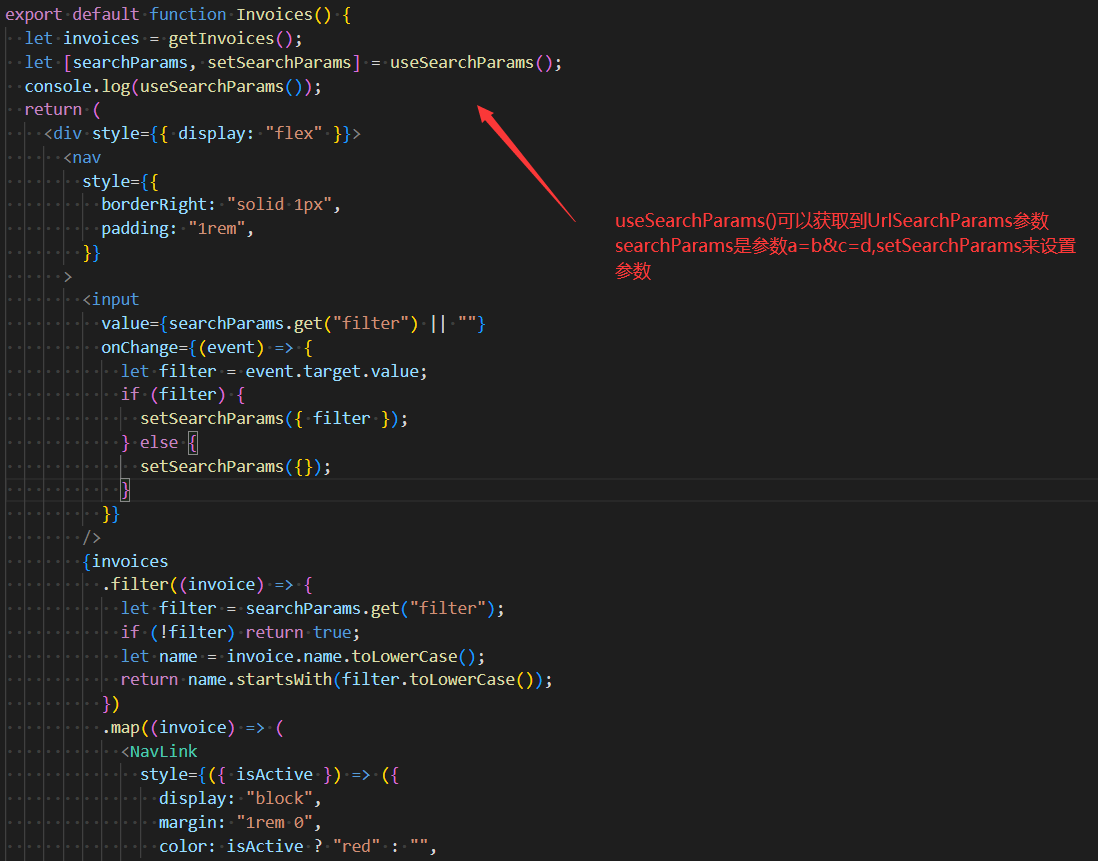 export default function Invoices() {
let invoices = getInvoices();
let [searchParams, setSearchParams] = useSearchParams();
console.log(useSearchParams());
return (
<div style={{ display: "flex" }}>
<nav
style={{
borderRight: "solid 1px",
padding: "1rem",
useSearchParams()可以获取到UrlSearchParams参数
searchParams是参数a=b&c=d,setSearchParams来设置
参数
}}
>
<input
value={searchParams.get("filter") || ""}
onChange={(event) => {
let filter = event.target.value;
if (filter) {
setSearchParams({ filter });
} else {
setSearchParams({});
}
}}
/>
{invoices
.filter((invoice) => {
let filter = searchParams.get("filter");
if (!filter) return true;
let name = invoice.name.toLowerCase();
return name.startsWith(filter.toLowerCase());
})
.map((invoice) => (
<NavLink
style={({ isActive }) => ({
display: "block",
margin: "1rem 0",
color: isActive ? "red" : "",